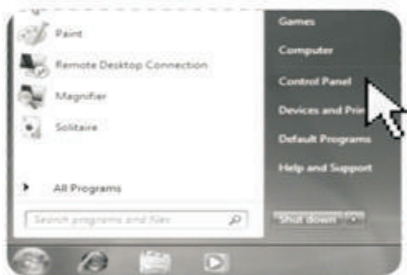 Paint
Remote Desktop Connection
Magnifier
Solitaire
All Programs
Search programs and files
Games
Computer
Control Panel
Devices and Prin
Default Programs
Help and Support
Shut down